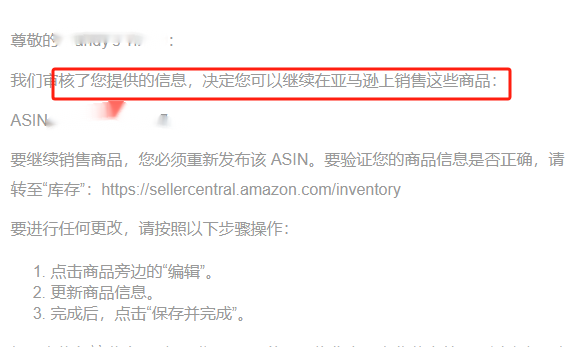 尊敬的 andy's :
我们审核了您提供的信息，决定您可以继续在亚马逊上销售这些商品：
ASIN
要继续销售商品，您必须重新发布该 ASIN。要验证您的商品信息是否正确，请
转至“库存”：https://sellercentral.amazon.com/inventory
要进行任何更改，请按照以下步骤操作：
1. 点击商品旁边的“编辑”。
2. 更新商品信息。
3. 完成后，点击“保存并完成”。